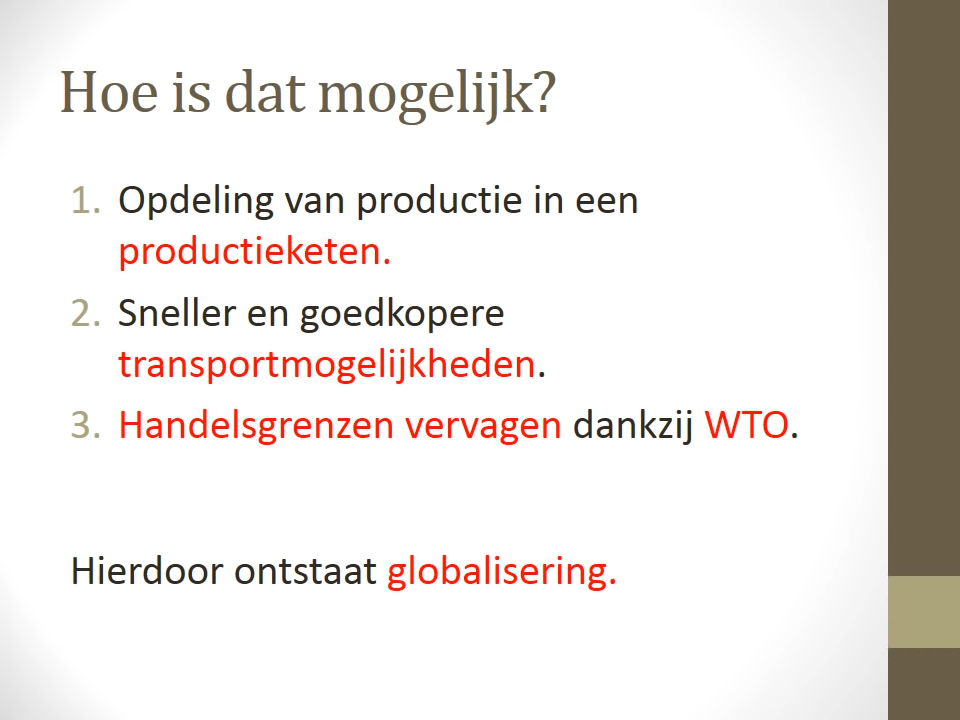 Hoe is dat mogelijk?
1. Opdeling van productie in een
productieketen.
2. Sneller en goedkopere
transportmogelijkheden.
3. Handelsgrenzen vervagen dankzij WTO.
Hierdoor ontstaat globalisering.